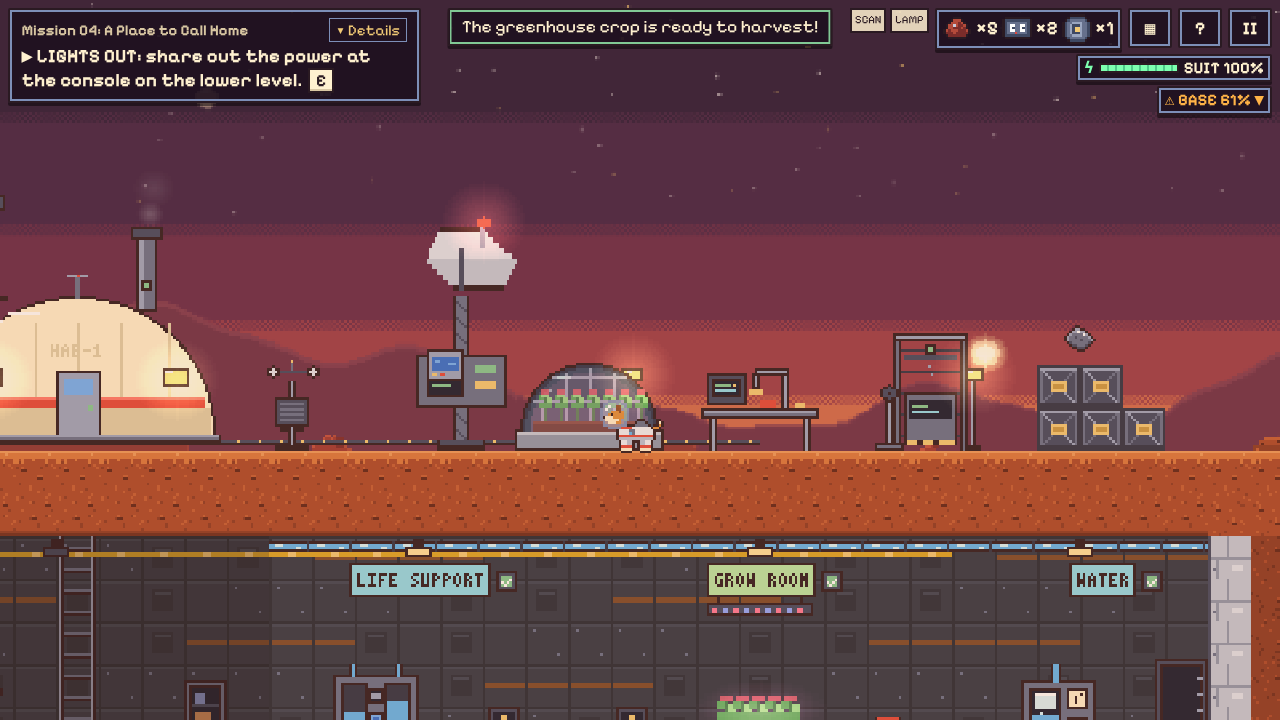 Mission 04: A Place to Call Home
▾ Details
▶ LIGHTS OUT: share out the power at
the console on the lower level. E
The greenhouse crop is ready to harvest!
SCAN
LAMP
×9
×2
×1
?
SUIT 100%
⚠ BASE 61% ▼
HAB-1
LIFE SUPPORT
GROW ROOM
WATER